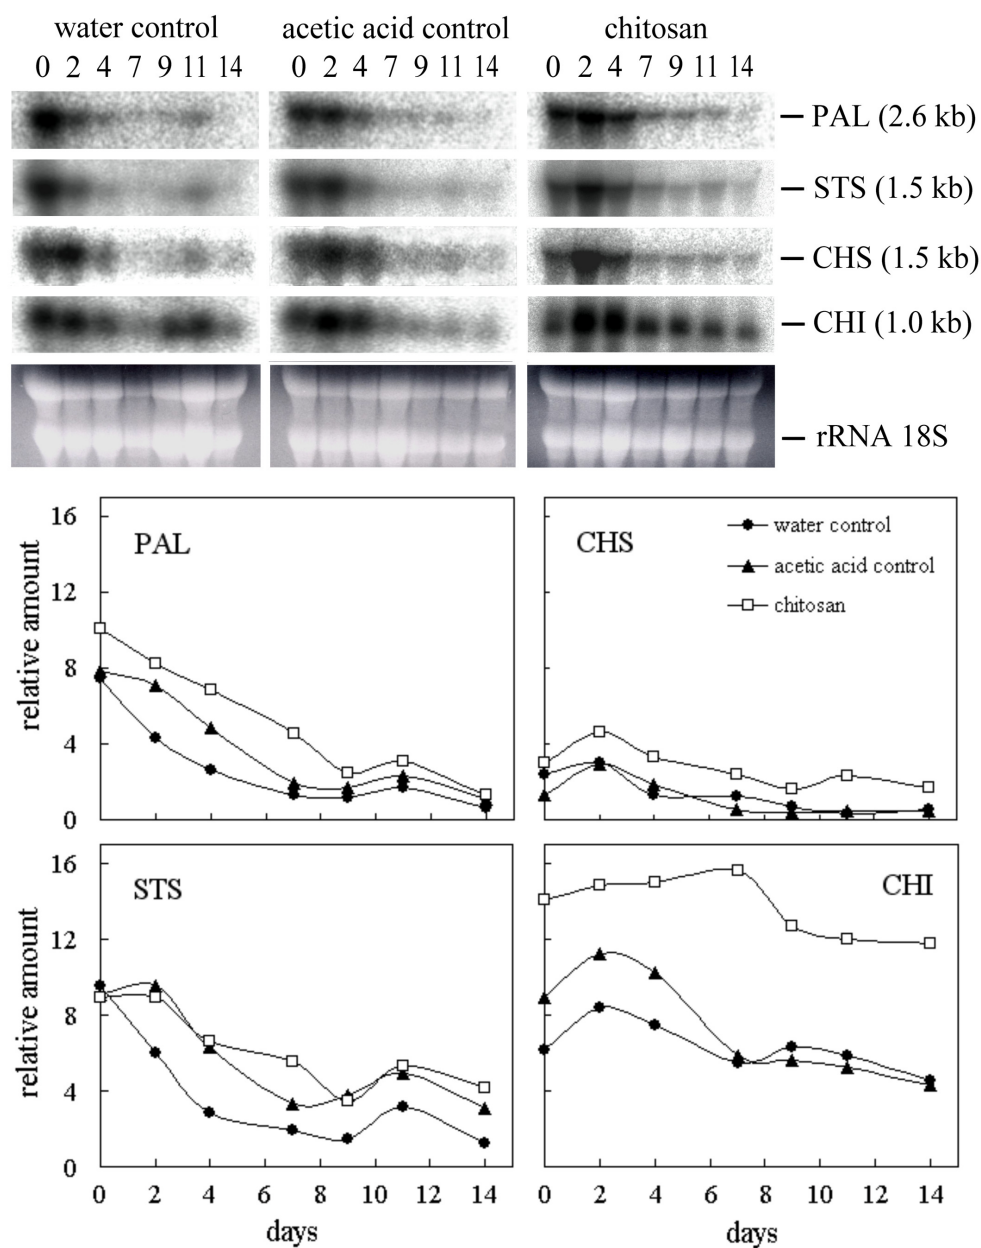 water control acetic acid control chitosan
0 2 4 7 9 11 14 0 2 4 7 9 11 14 0 2 4 7 9 11 14
PAL (2.6 kb)
STS (1.5 kb)
CHS (1.5 kb)
CHI (1.0 kb)
rRNA 18S
PAL
relative amount
16
12
8
4
0
CHS
water control
acetic acid control
chitosan
STS
relative amount
16
12
8
4
0
0 2 4 6 8 10 12 14
days
CHI
0 2 4 6 8 10 12 14
days